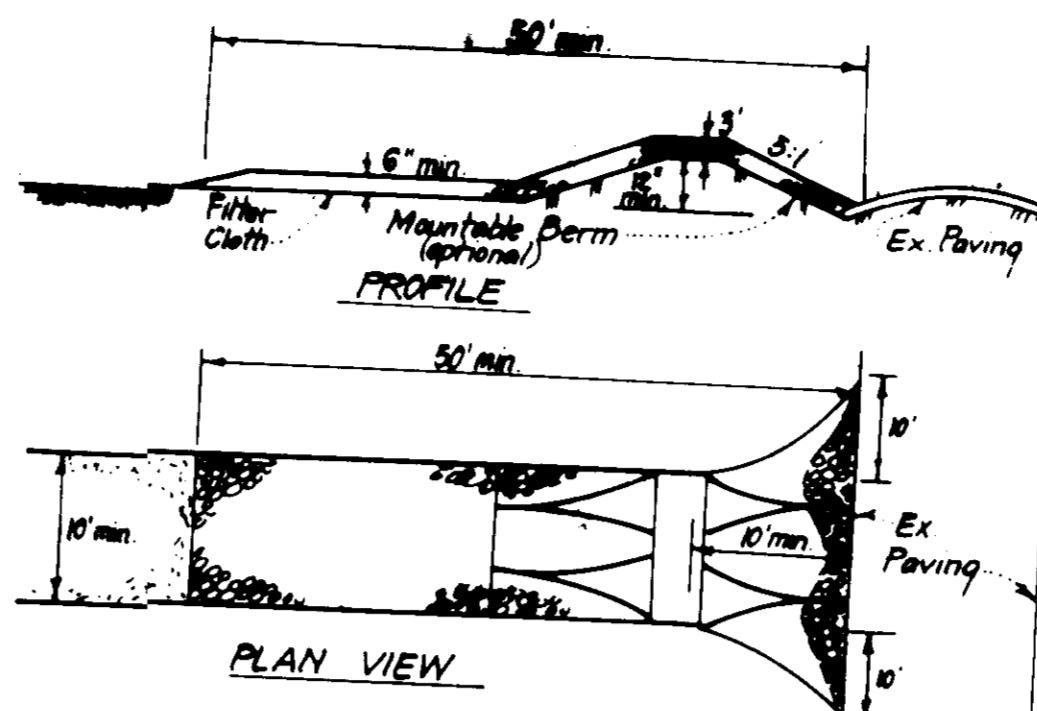 50' min.
3'
5:1
6" min.
12" min.
Filter Cloth
Mountable Berm (optional)
Ex. Paving
PROFILE
50' min.
10'
10' min.
10' min.
Ex Paving
10'
PLAN VIEW